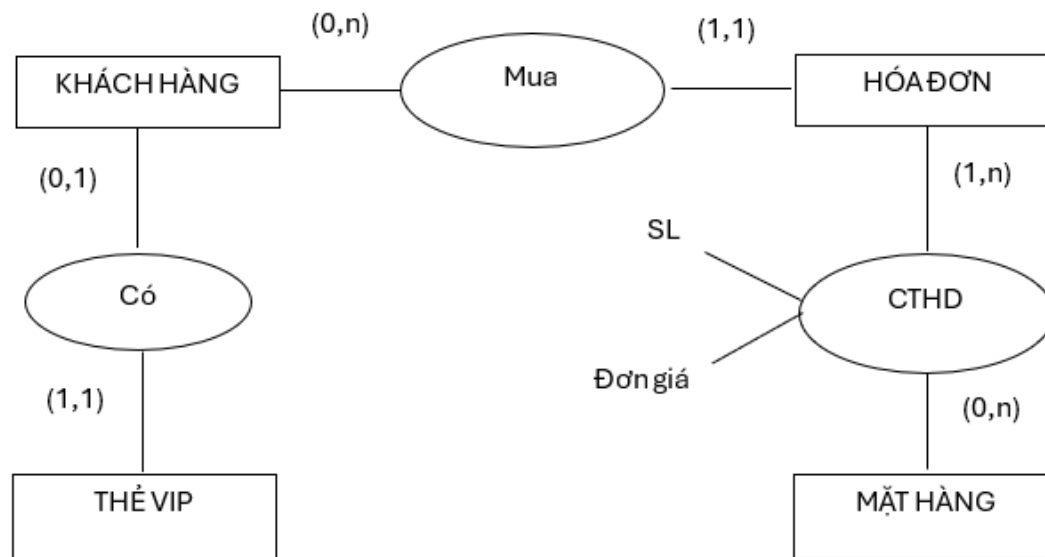 (0,n)
(1,1)
KHÁCH HÀNG
Mua
HÓA ĐƠN
(0,1)
(1,n)
SL
Có
CTHD
Đơn giá
(1,1)
(0,n)
THẺ VIP
MẶT HÀNG